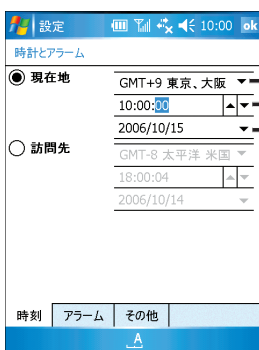 設定 10:00 ok
時計とアラーム
現在地 GMT+9 東京、大阪
10:00:00
2006/10/15
訪問先 GMT-8 太平洋 米国
18:00:04
2006/10/14
時刻 アラーム その他
A